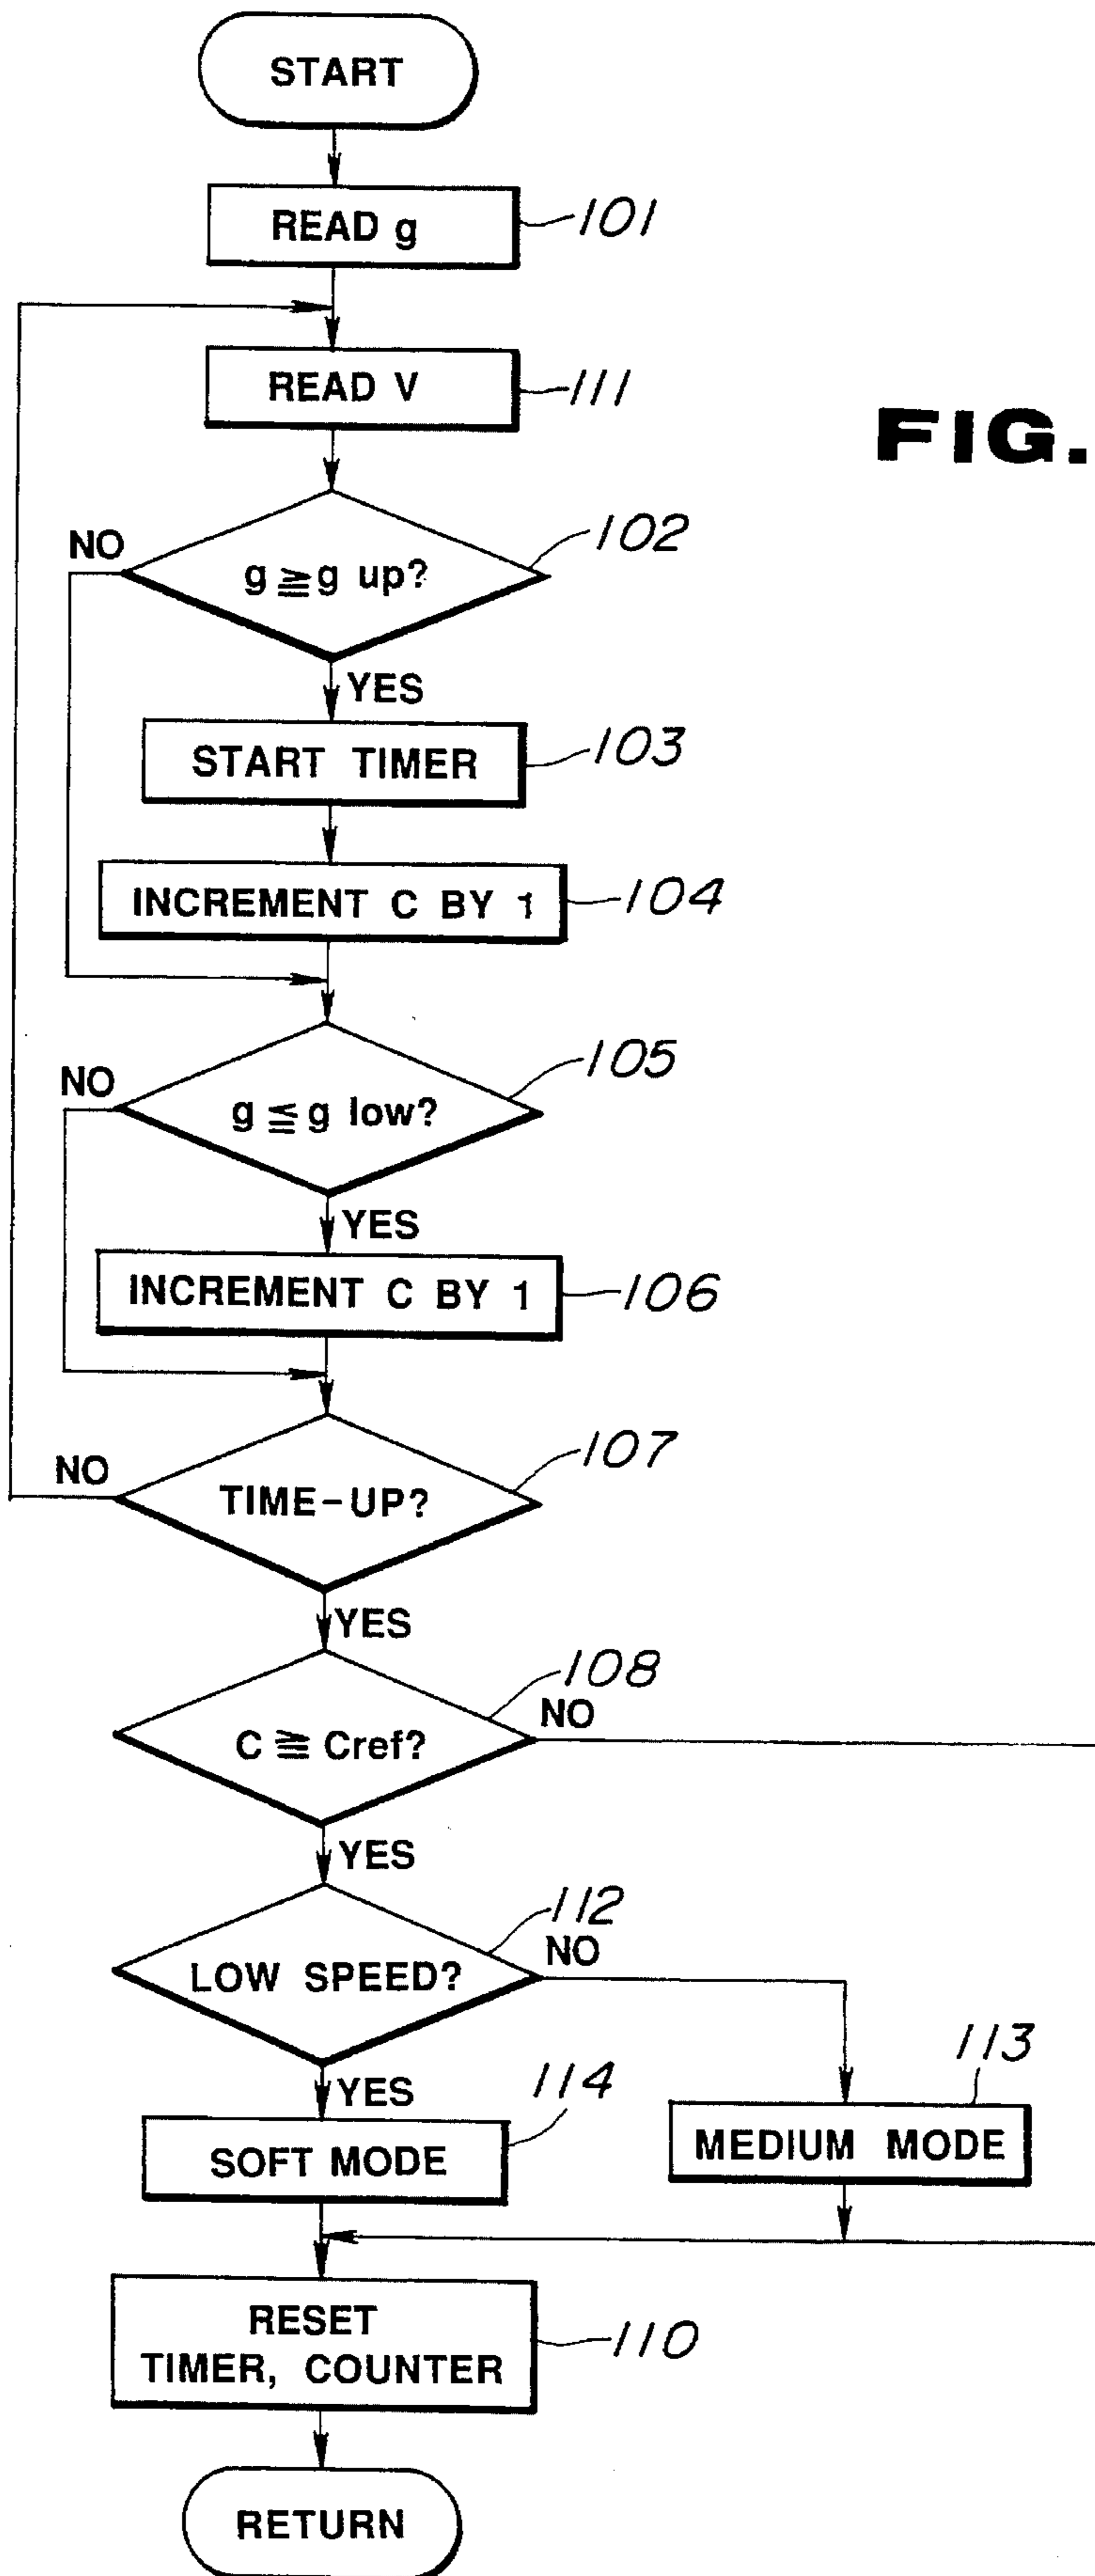 START
READ g
101
READ V
111
FIG.
102
NO
g ≧ g up?
YES
START TIMER
103
INCREMENT C BY 1
104
105
NO
g ≦ g low?
YES
INCREMENT C BY 1
106
107
NO
TIME-UP?
YES
108
NO
C ≧ Cref?
YES
112
NO
LOW SPEED?
YES
114
113
SOFT MODE
MEDIUM MODE
RESET
TIMER, COUNTER
110
RETURN